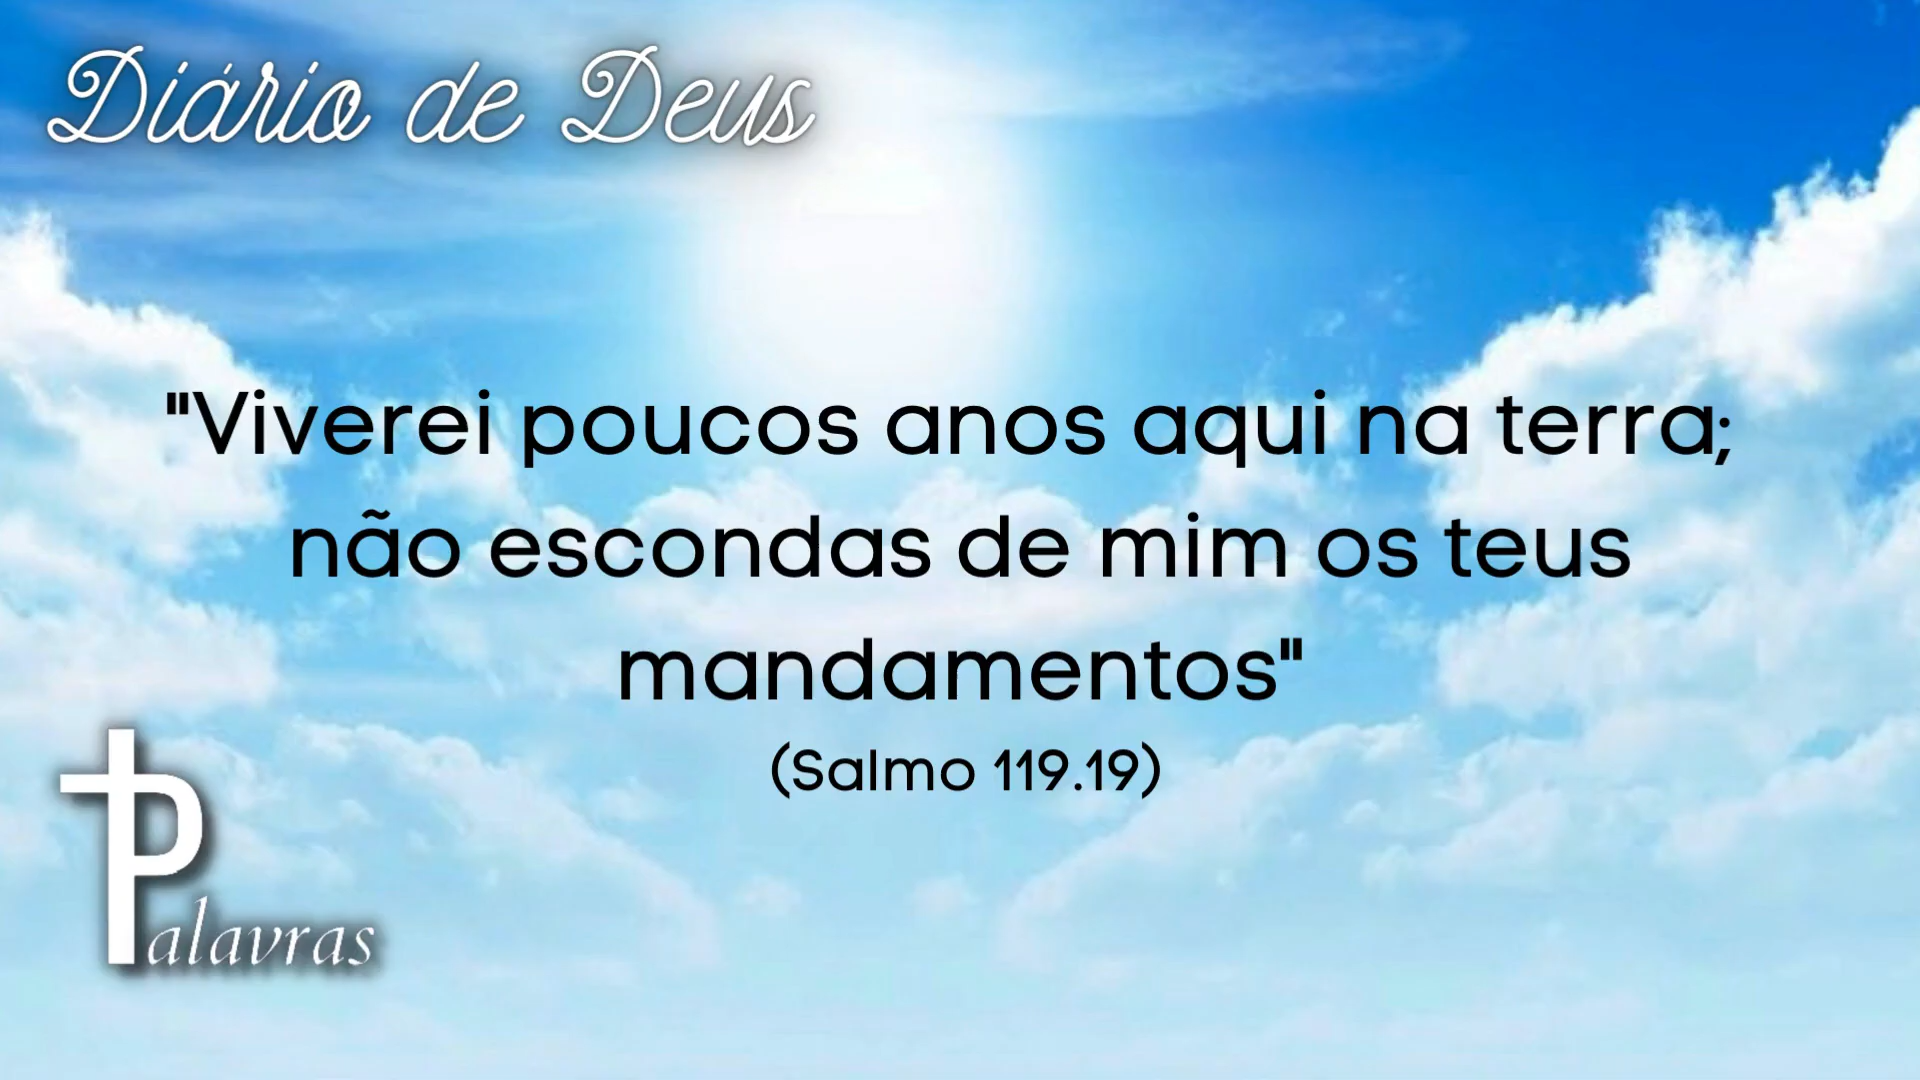 Diário de Deus
"Viverei poucos anos aqui na terra;
não escondas de mim os teus
mandamentos"
(Salmo 119.19)
Palavras